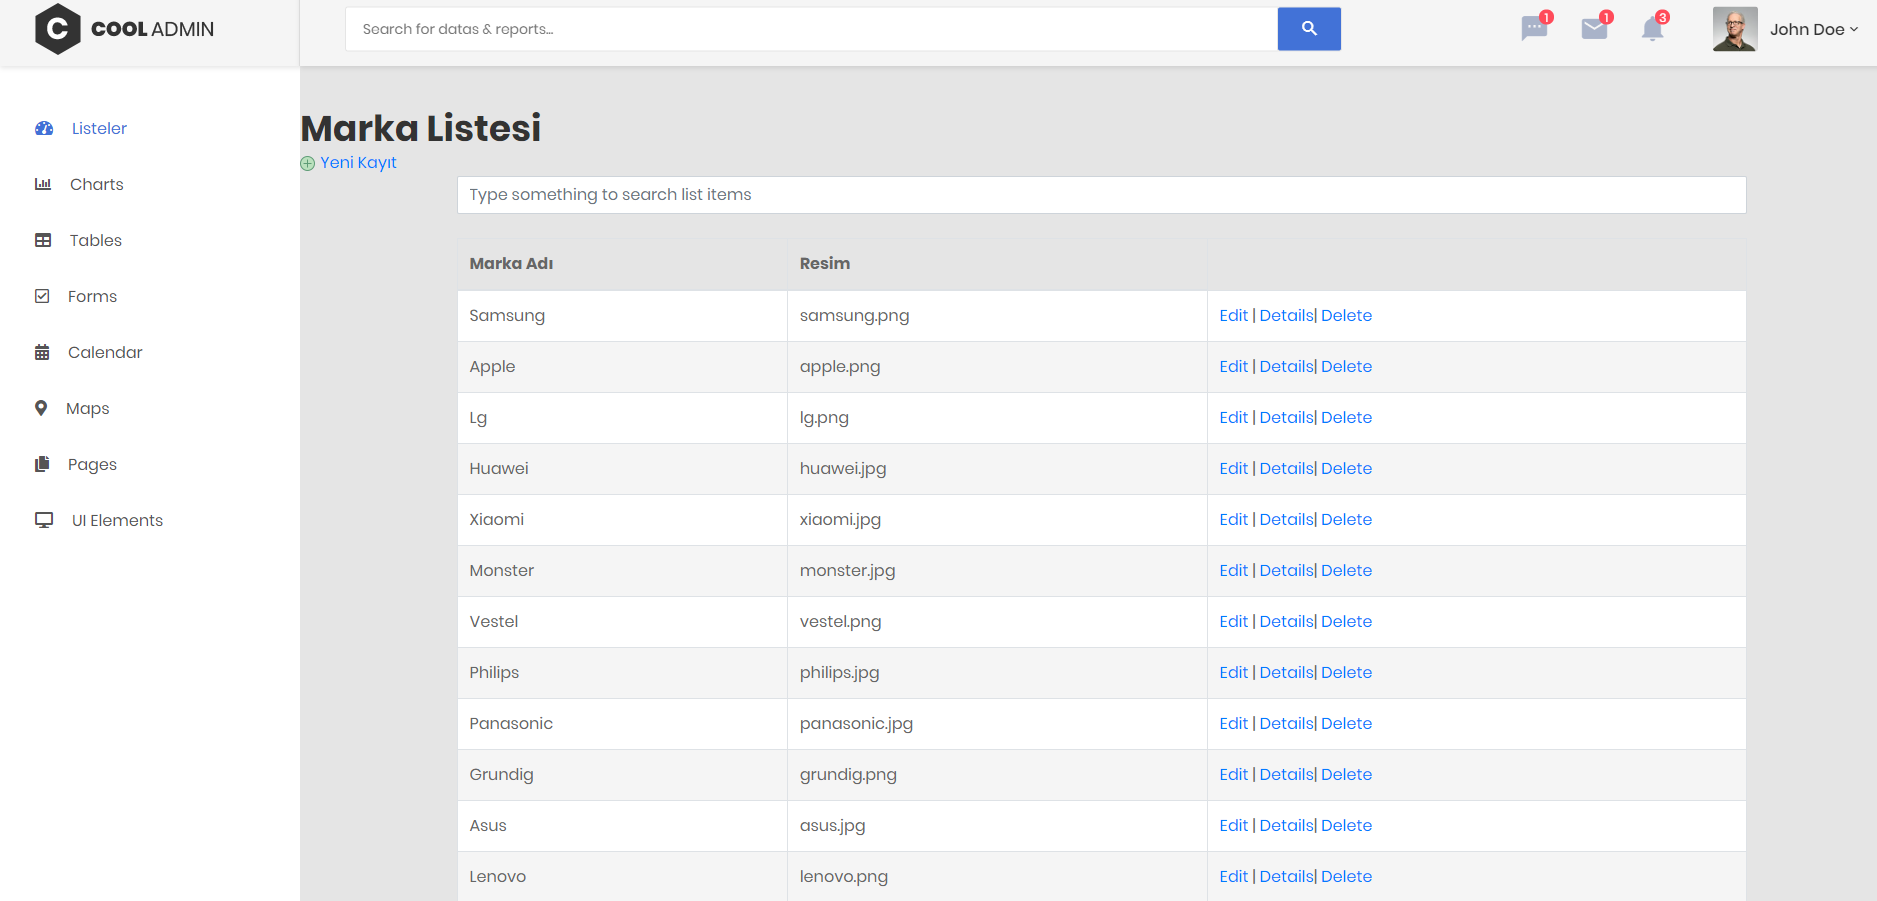 C COOL ADMIN
Search for datas & reports...
1
1
3
John Doe
Listeler
Charts
Tables
Forms
Calendar
Maps
Pages
UI Elements
Marka Listesi
Yeni Kayıt
Type something to search list items
Marka Adı Resim
Samsung samsung.png Edit | Details| Delete
Apple apple.png Edit | Details| Delete
Lg lg.png Edit | Details| Delete
Huawei huawei.jpg Edit | Details| Delete
Xiaomi xiaomi.jpg Edit | Details| Delete
Monster monster.jpg Edit | Details| Delete
Vestel vestel.png Edit | Details| Delete
Philips philips.jpg Edit | Details| Delete
Panasonic panasonic.jpg Edit | Details| Delete
Grundig grundig.png Edit | Details| Delete
Asus asus.jpg Edit | Details| Delete
Lenovo lenovo.png Edit | Details| Delete